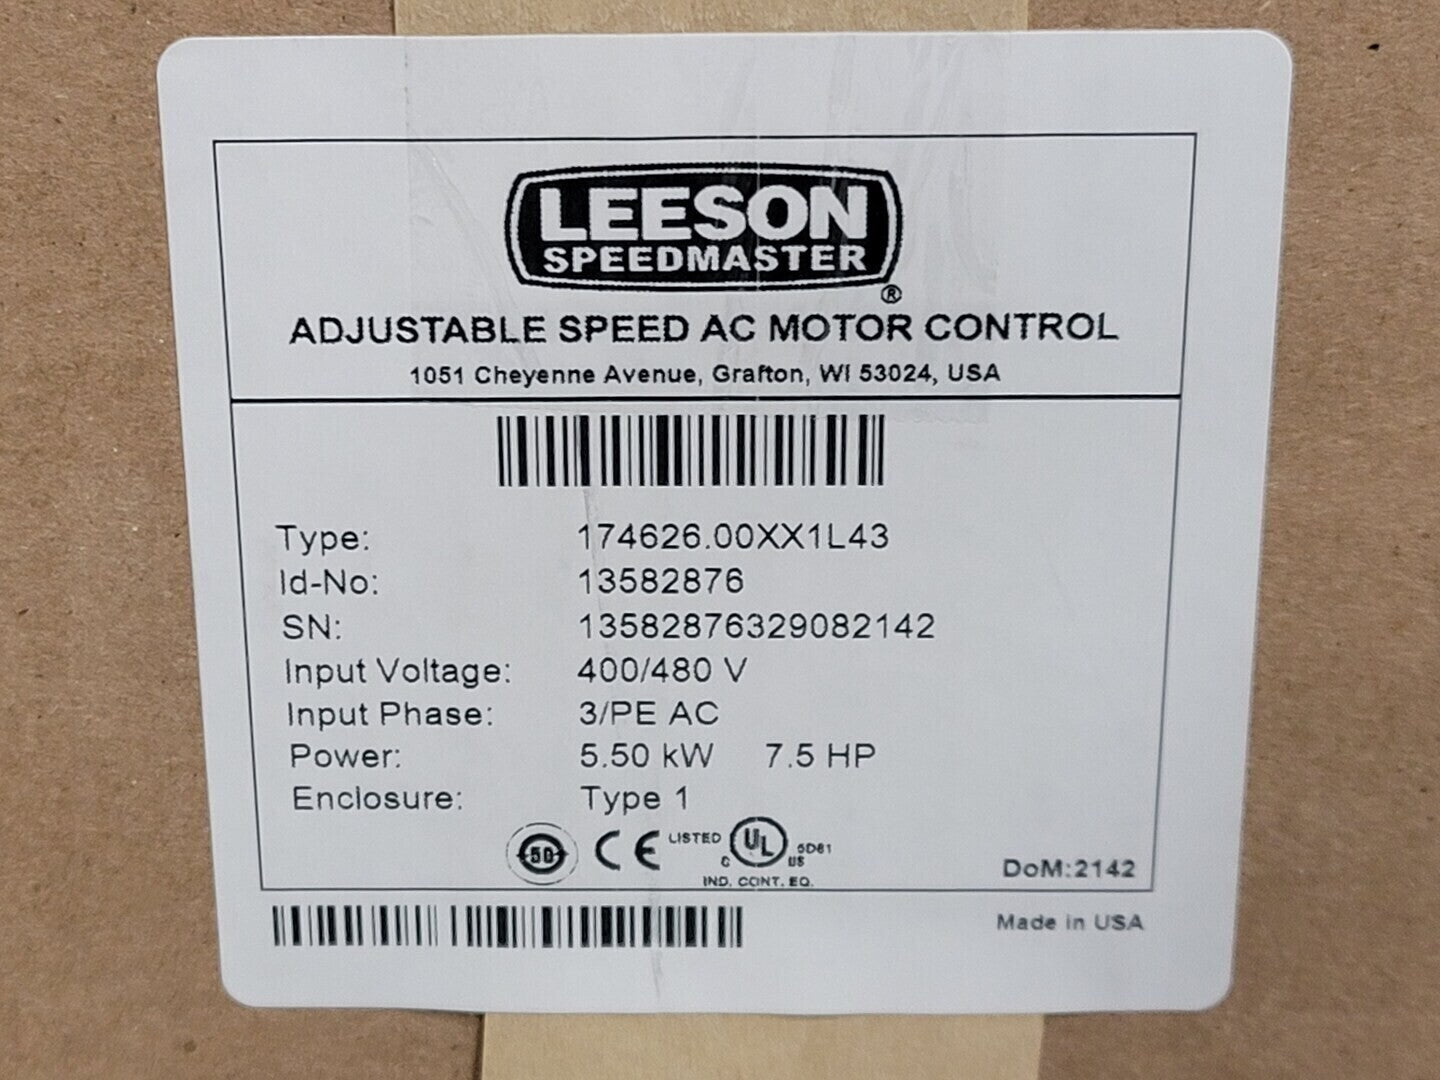 LEESON
SPEEDMASTER
®
ADJUSTABLE SPEED AC MOTOR CONTROL
1051 Cheyenne Avenue, Grafton, WI 53024, USA
Type: 174626.00XX1L43
Id-No: 13582876
SN: 13582876329082142
Input Voltage: 400/480 V
Input Phase: 3/PE AC
Power: 5.50 kW 7.5 HP
Enclosure: Type 1
50 CE LISTED C UL US 5D81
IND. CONT. EQ.
DoM:2142
Made in USA